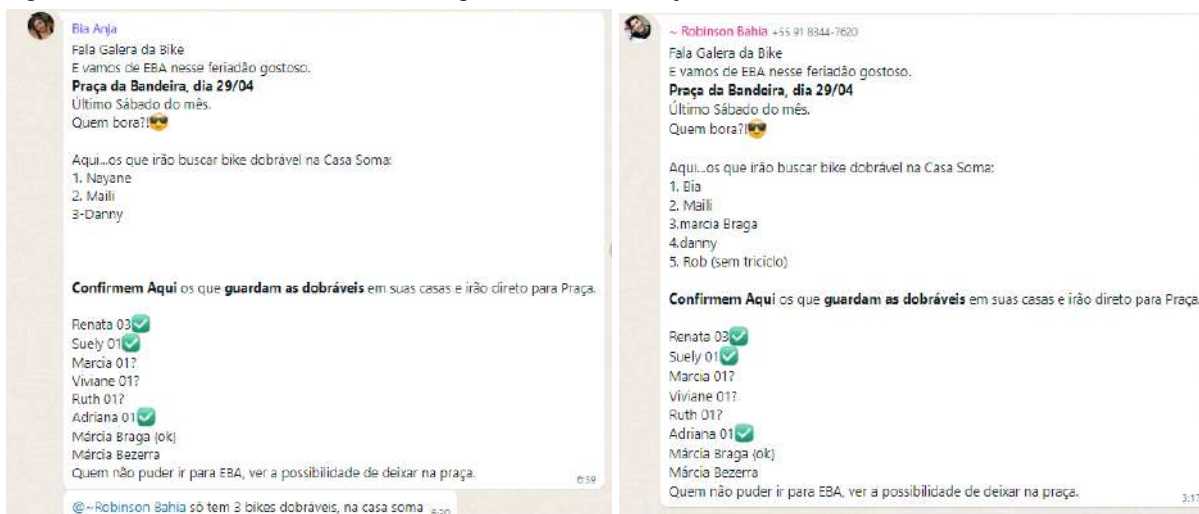 Bia Anja
Fala Galera da Bike
E vamos de EBA nesse feriadão gostoso.
Praça da Bandeira, dia 29/04
Último Sábado do mês.
Quem bora?!😎
Aqui...os que irão buscar bike dobrável na Casa Soma:
1. Nayane
2. Maili
3-Danny
Confirmem Aqui os que guardam as dobráveis em suas casas e irão direto para Praça.
Renata 03✅
Suely 01✅
Marcia 01?
Viviane 01?
Ruth 01?
Adriana 01✅
Márcia Braga (ok)
Márcia Bezerra
Quem não puder ir para EBA, ver a possibilidade de deixar na praça.
6:39
@~Robinson Bahia só tem 3 bikes dobráveis, na casa soma
~ Robinson Bahia +55 91 8344-7620
Fala Galera da Bike
E vamos de EBA nesse feriadão gostoso.
Praça da Bandeira, dia 29/04
Último Sábado do mês.
Quem bora?!😎
Aqui...os que irão buscar bike dobrável na Casa Soma:
1. Bia
2. Maili
3.marcia Braga
4.danny
5. Rob (sem triciclo)
Confirmem Aqui os que guardam as dobráveis em suas casas e irão direto para Praça.
Renata 03✅
Suely 01✅
Marcia 01?
Viviane 01?
Ruth 01?
Adriana 01✅
Márcia Braga (ok)
Márcia Bezerra
Quem não puder ir para EBA, ver a possibilidade de deixar na praça.
3:17